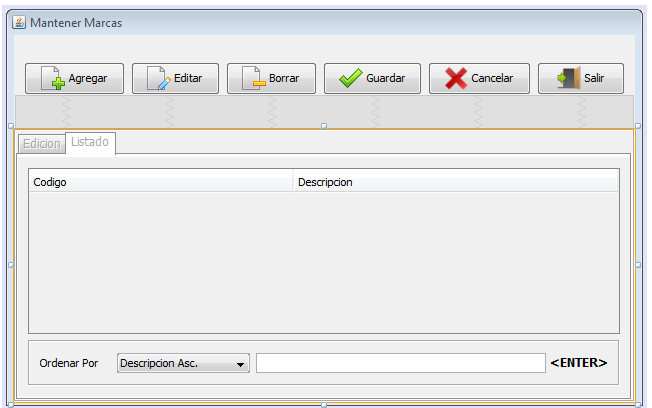 Mantener Marcas
Agregar Editar Borrar Guardar Cancelar Salir
Edicion Listado
Codigo Descripcion
Ordenar Por Descripcion Asc. <ENTER>